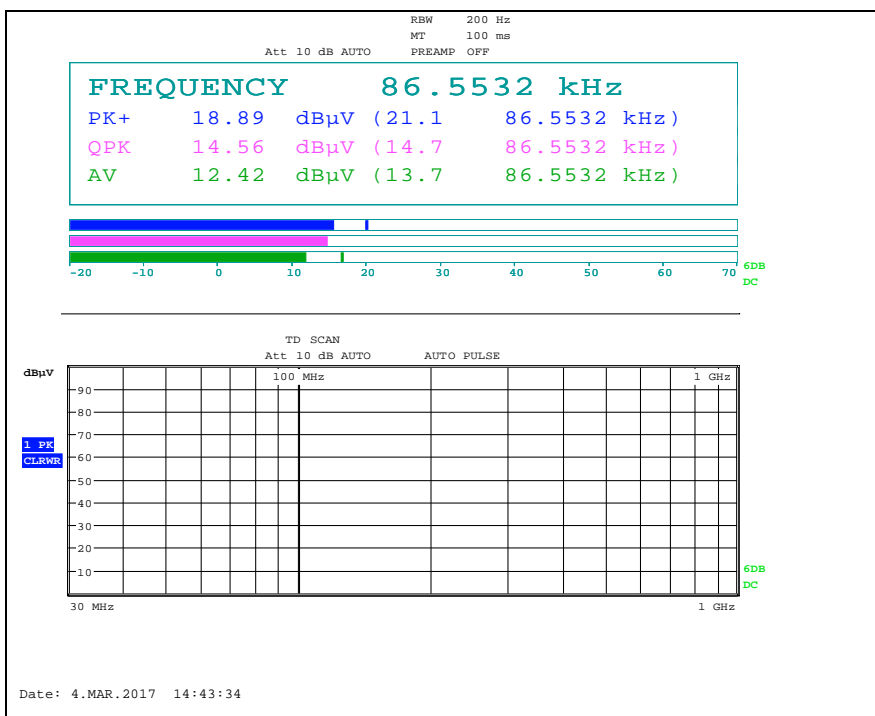 RBW 200 Hz
MT 100 ms
Att 10 dB AUTO PREAMP OFF
FREQUENCY 86.5532 kHz
PK+ 18.89 dBµV (21.1 86.5532 kHz)
QPK 14.56 dBµV (14.7 86.5532 kHz)
AV 12.42 dBµV (13.7 86.5532 kHz)
-20 -10 0 10 20 30 40 50 60 70
6DB
DC
TD SCAN
Att 10 dB AUTO AUTO PULSE
dBµV
100 MHz 1 GHz
90
80
70
1 PK
CLRWR
60
50
40
30
20
10
6DB
DC
30 MHz 1 GHz
Date: 4.MAR.2017 14:43:34